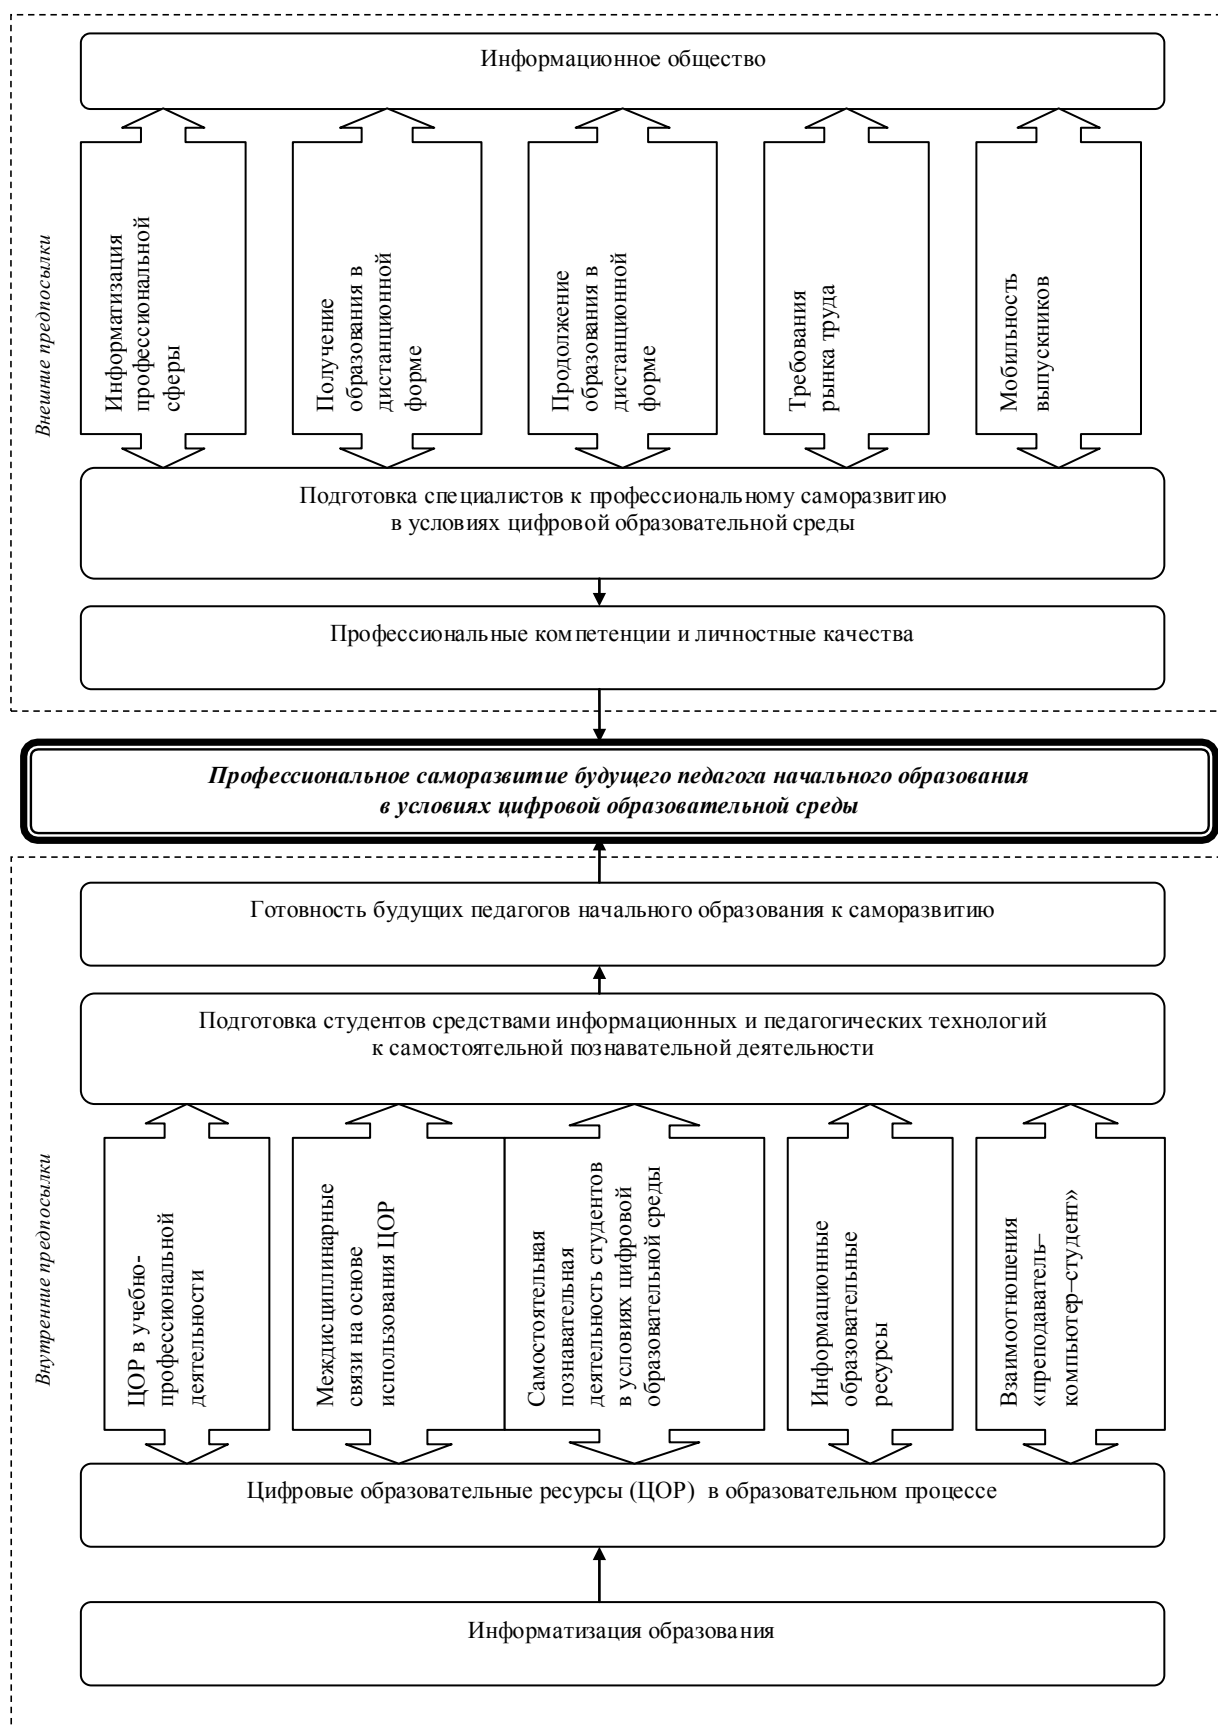 Информационное общество
Внешние предпосылки
Информатизация
профессиональной
сферы
Получение
образования в
дистанционной
форме
Продолжение
образования в
дистанционной
форме
Требования
рынка труда
Мобильность
выпускников
Подготовка специалистов к профессиональному саморазвитию
в условиях цифровой образовательной среды
Профессиональные компетенции и личностные качества
Профессиональное саморазвитие будущего педагога начального образования
в условиях цифровой образовательной среды
Готовность будущих педагогов начального образования к саморазвитию
Подготовка студентов средствами информационных и педагогических технологий
к самостоятельной познавательной деятельности
Внутренние предпосылки
ЦОР в учебно-
профессиональной
деятельности
Междисциплинарные
связи на основе
использования ЦОР
Самостоятельная
познавательная
деятельность студентов
в условиях цифровой
образовательной среды
Информационные
образовательные
ресурсы
Взаимоотношения
«преподаватель–
компьютер–студент»
Цифровые образовательные ресурсы (ЦОР) в образовательном процессе
Информатизация образования